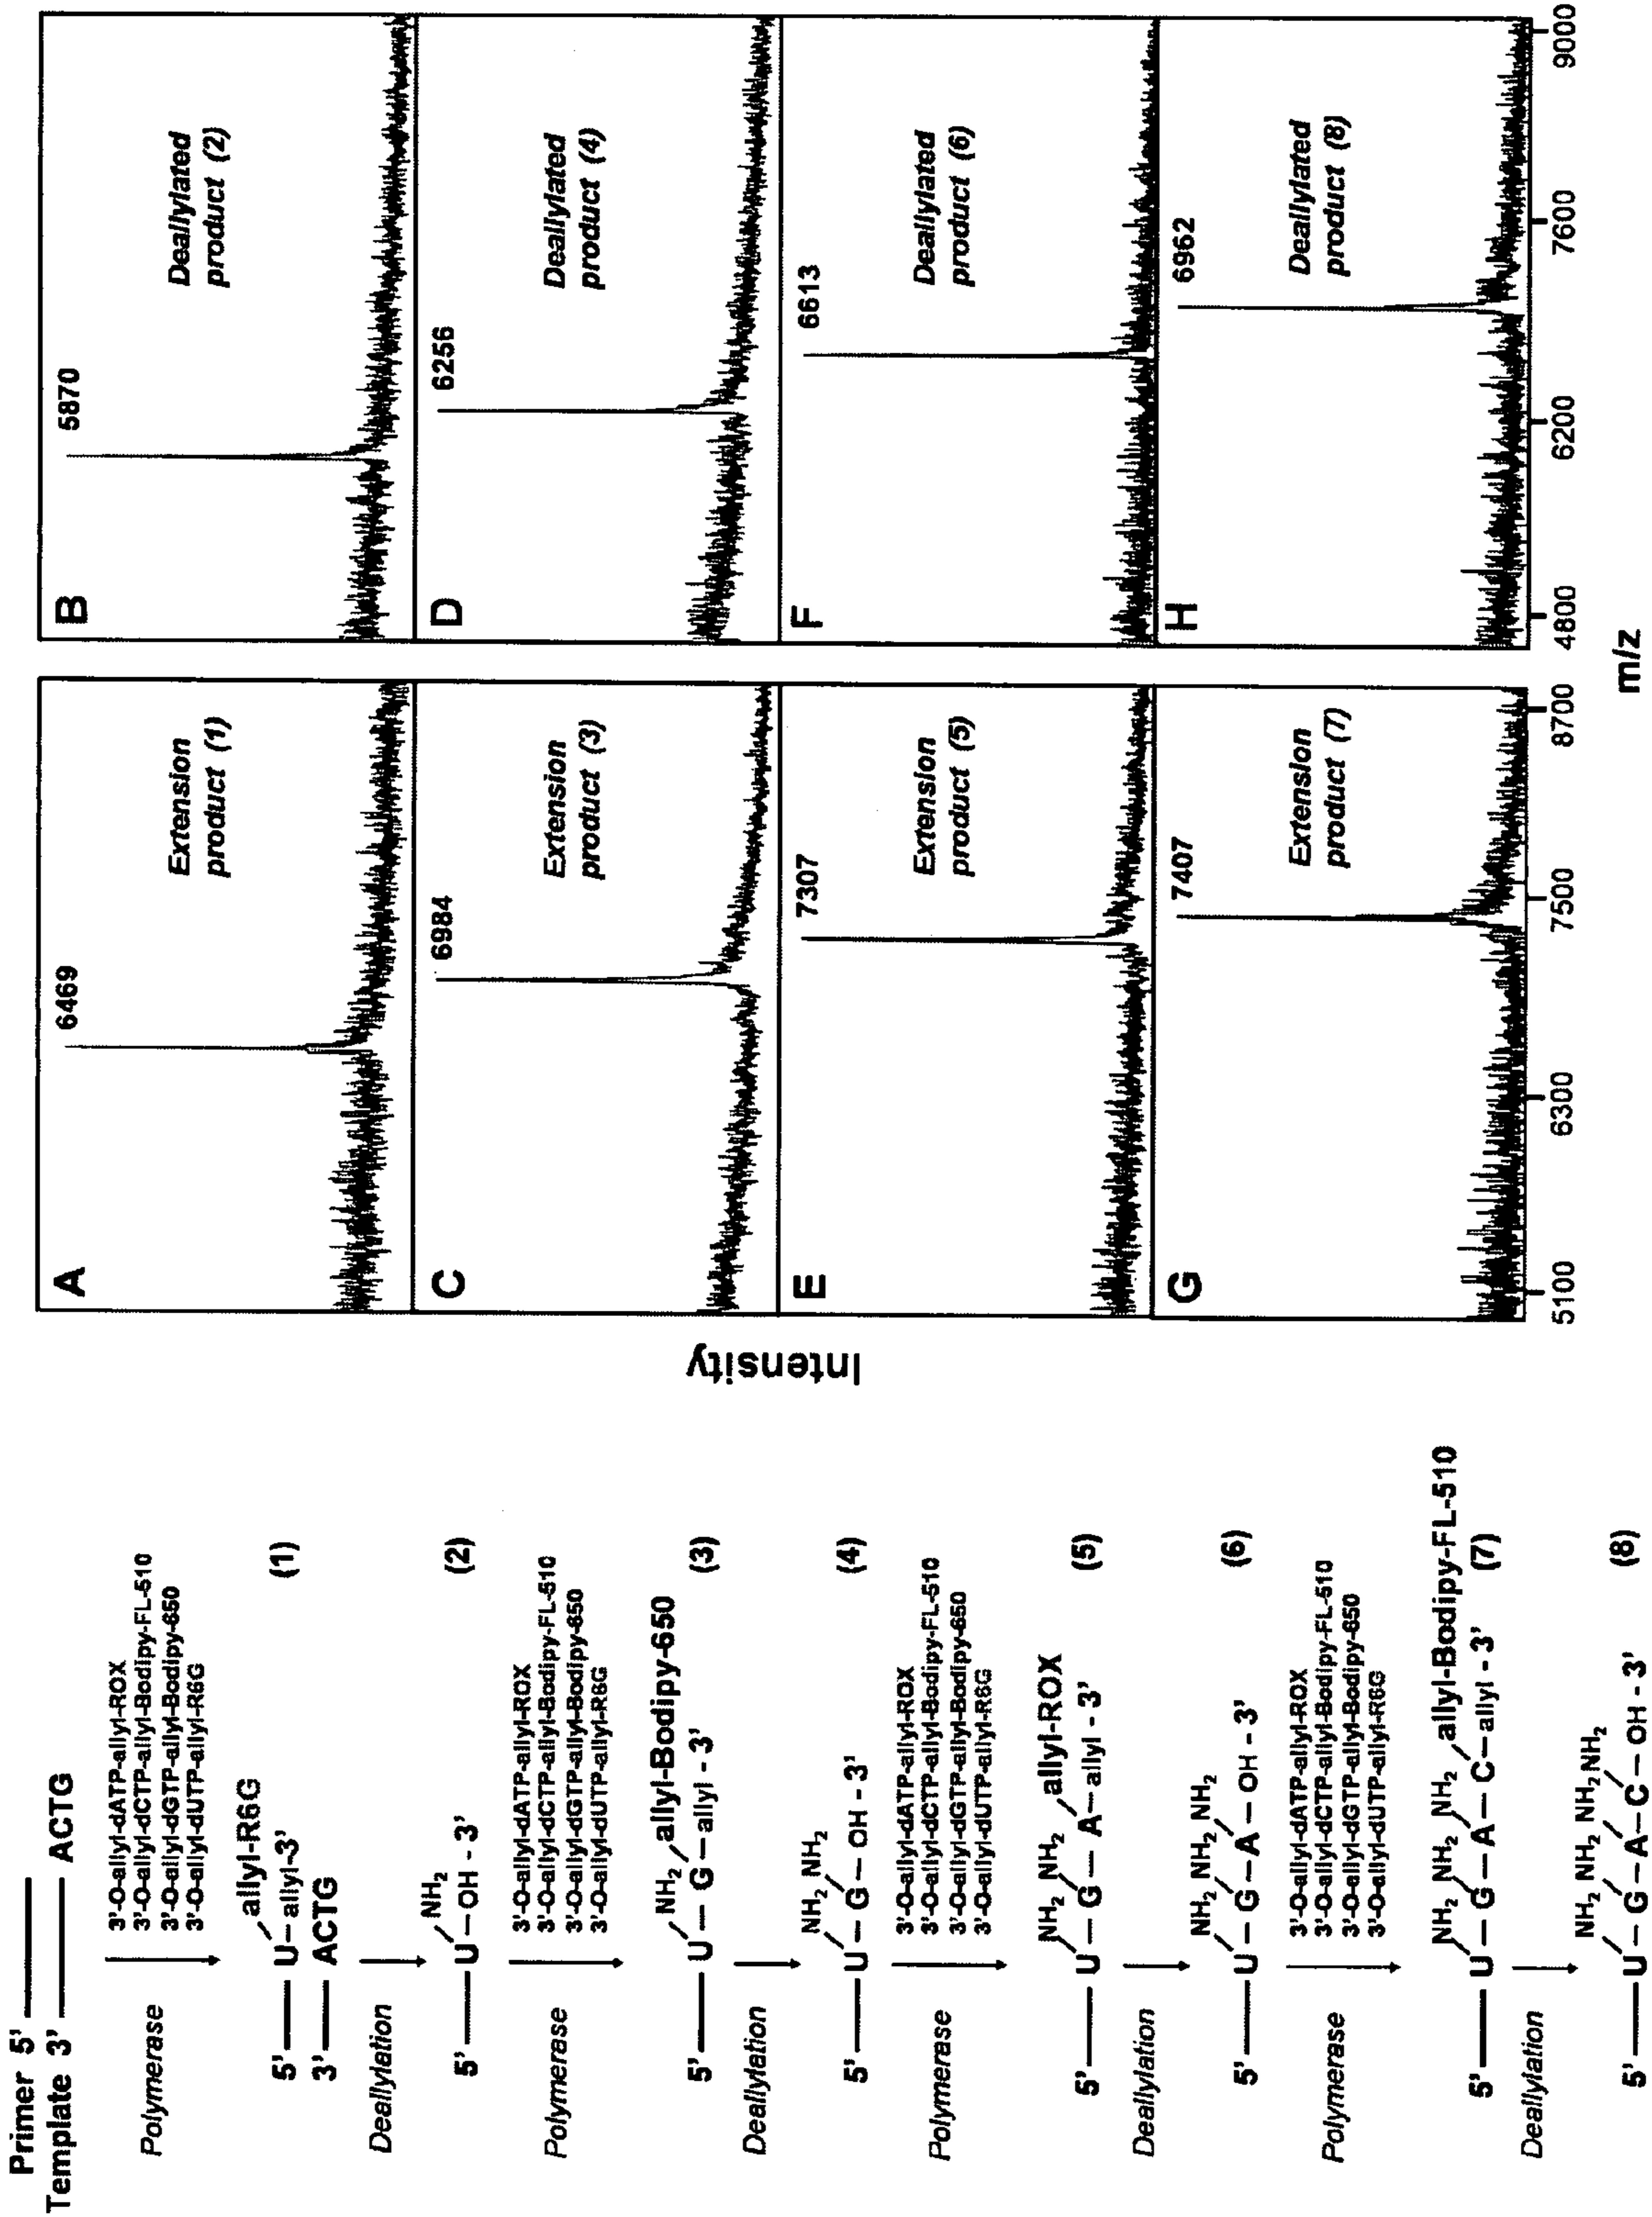 Primer 5'
Template 3' ACTG
Polymerase
3'-O-allyl-dATP-allyl-ROX
3'-O-allyl-dCTP-allyl-Bodipy-FL-510
3'-O-allyl-dGTP-allyl-Bodipy-650
3'-O-allyl-dUTP-allyl-R6G
allyl-R6G
5' U – allyl-3'
3' ACTG
(1)
Deallylation
NH2
5' U – OH - 3' (2)
Polymerase
3'-O-allyl-dATP-allyl-ROX
3'-O-allyl-dCTP-allyl-Bodipy-FL-510
3'-O-allyl-dGTP-allyl-Bodipy-650
3'-O-allyl-dUTP-allyl-R6G
NH2 allyl-Bodipy-650
5' U – G – allyl - 3' (3)
Deallylation
NH2 NH2
5' U – G – OH - 3' (4)
Polymerase
3'-O-allyl-dATP-allyl-ROX
3'-O-allyl-dCTP-allyl-Bodipy-FL-510
3'-O-allyl-dGTP-allyl-Bodipy-650
3'-O-allyl-dUTP-allyl-R6G
NH2 NH2 allyl-ROX
5' U – G – A – allyl - 3' (5)
Deallylation
NH2 NH2 NH2
5' U – G – A – OH - 3' (6)
Polymerase
3'-O-allyl-dATP-allyl-ROX
3'-O-allyl-dCTP-allyl-Bodipy-FL-510
3'-O-allyl-dGTP-allyl-Bodipy-650
3'-O-allyl-dUTP-allyl-R6G
NH2 NH2 NH2 allyl-Bodipy-FL-510
5' U – G – A – C – allyl - 3' (7)
Deallylation
NH2 NH2 NH2 NH2
5' U – G – A – C – OH - 3' (8)
Intensity
A
6469
Extension
product (1)
B
5870
Deallylated
product (2)
C
6984
Extension
product (3)
D
6256
Deallylated
product (4)
E
7307
Extension
product (5)
F
6613
Deallylated
product (6)
G
7407
Extension
product (7)
H
6962
Deallylated
product (8)
5100 6300 7500 8700
4800 6200 7600 9000
m/z